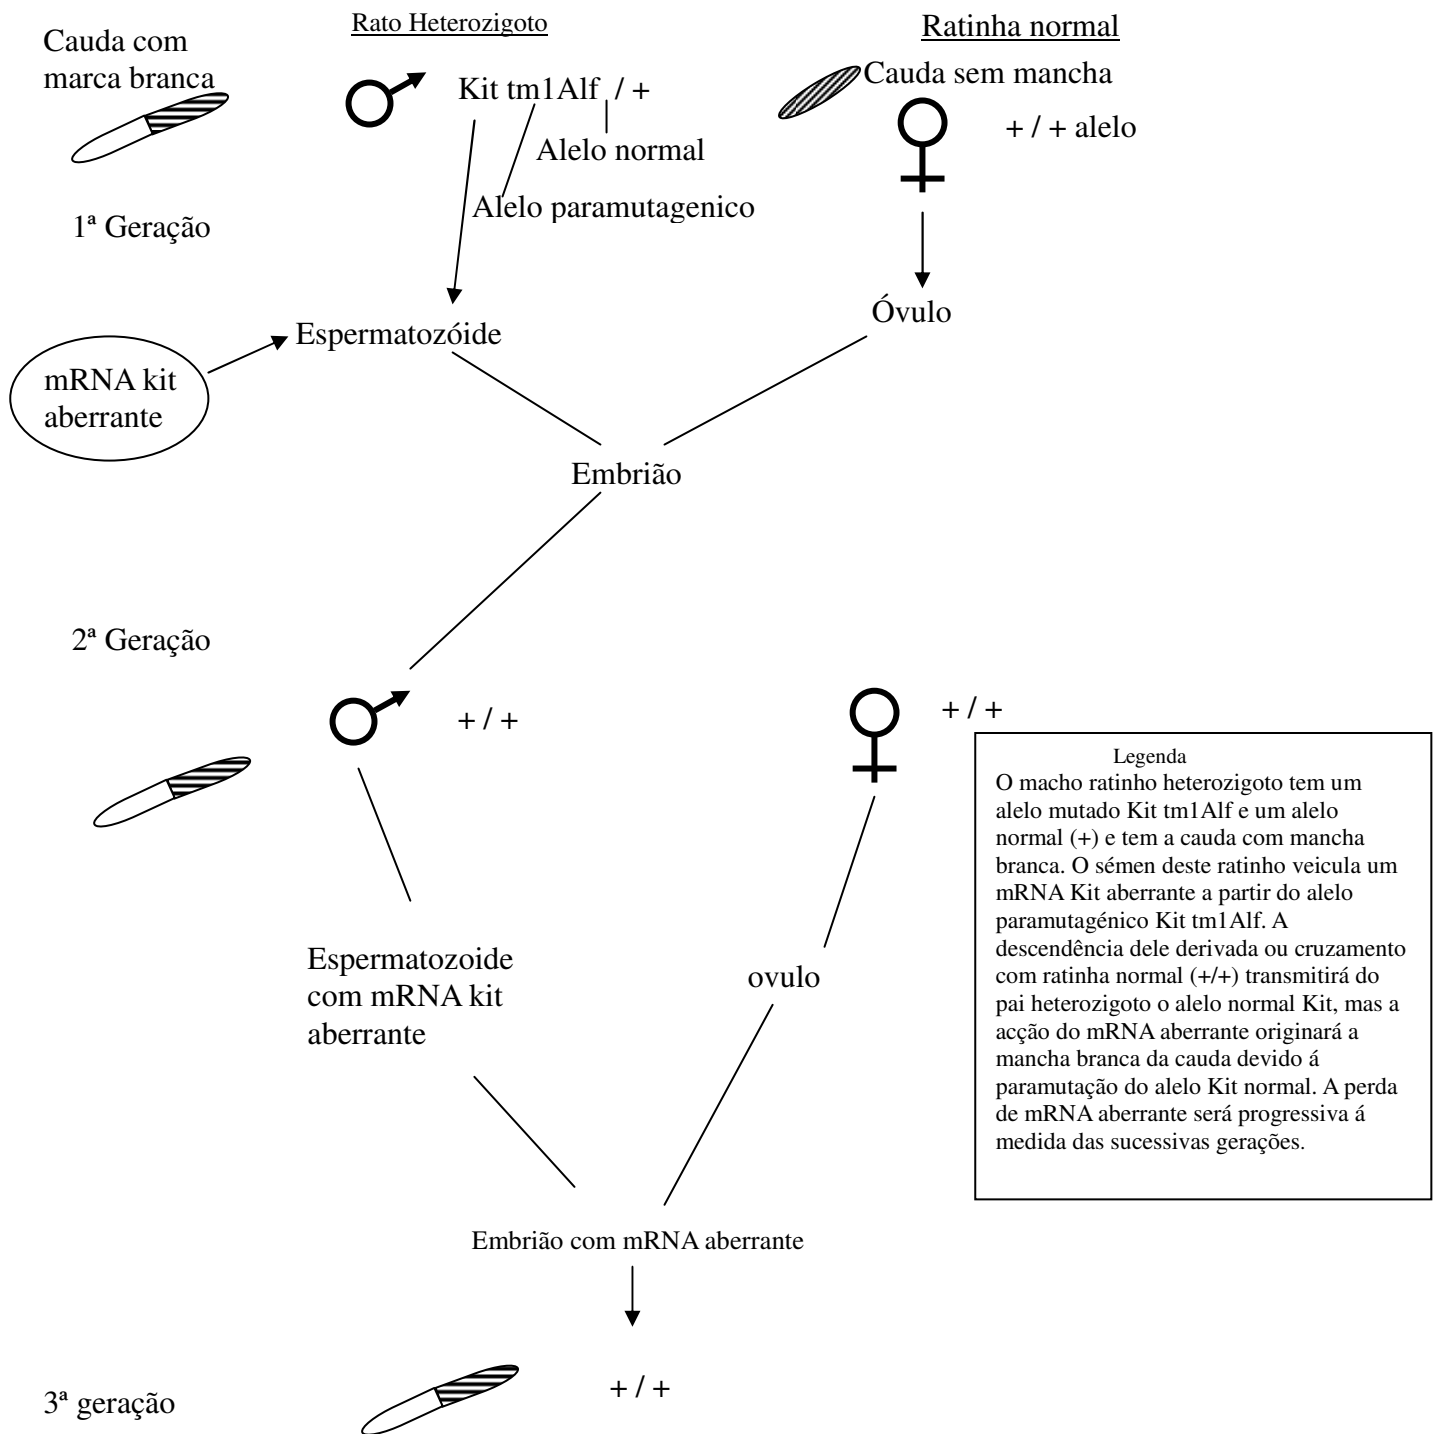 Rato Heterozigoto
Ratinha normal
Cauda com
marca branca
Cauda sem mancha
Kit tm1Alf / +
+ / + alelo
Alelo normal
Alelo paramutagenico
1ª Geração
Óvulo
Espermatozóide
mRNA kit
aberrante
Embrião
2ª Geração
+ / +
+ / +
Legenda
O macho ratinho heterozigoto tem um
alelo mutado Kit tm1Alf e um alelo
normal (+) e tem a cauda com mancha
branca. O sémen deste ratinho veicula um
mRNA Kit aberrante a partir do alelo
paramutagénico Kit tm1Alf. A
descendência dele derivada ou cruzamento
com ratinha normal (+/+) transmitirá do
pai heterozigoto o alelo normal Kit, mas a
acção do mRNA aberrante originará a
mancha branca da cauda devido á
paramutação do alelo Kit normal. A perda
de mRNA aberrante será progressiva á
medida das sucessivas gerações.
Espermatozoide
com mRNA kit
aberrante
ovulo
Embrião com mRNA aberrante
+ / +
3ª geração